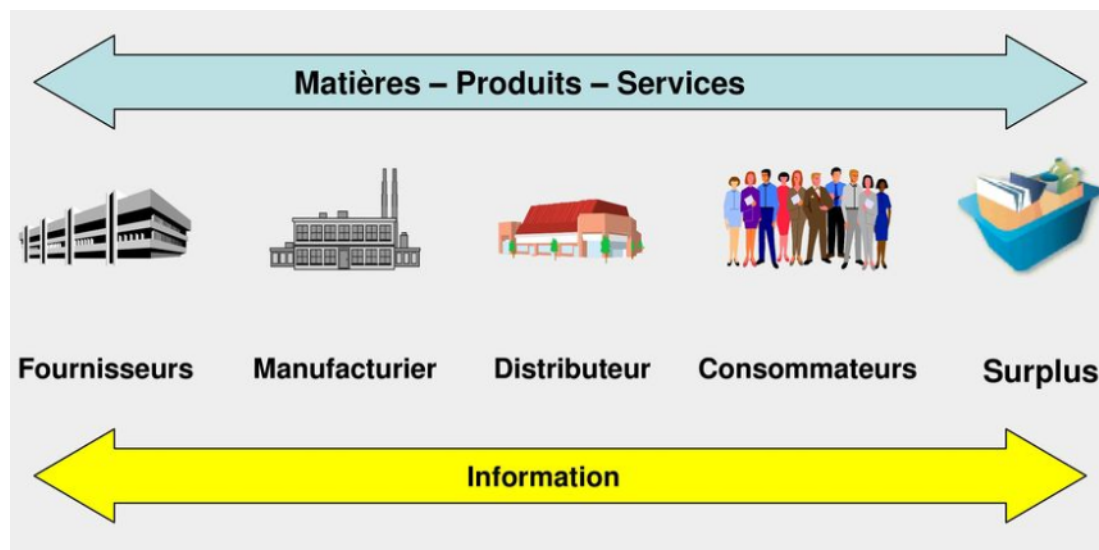 Matières – Produits – Services
Fournisseurs
Manufacturier
Distributeur
Consommateurs
Surplus
Information